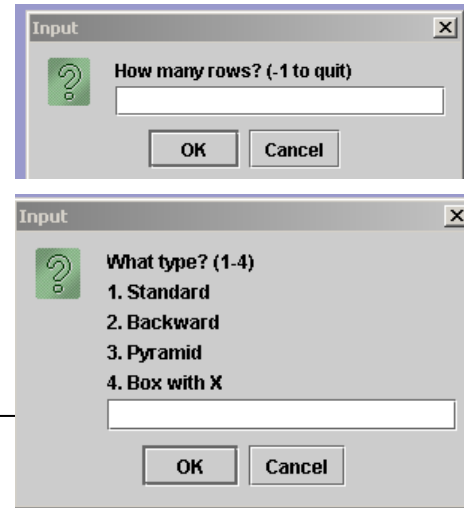 Input
How many rows? (-1 to quit)
OK Cancel
Input
What type? (1-4)
1. Standard
2. Backward
3. Pyramid
4. Box with X
OK Cancel